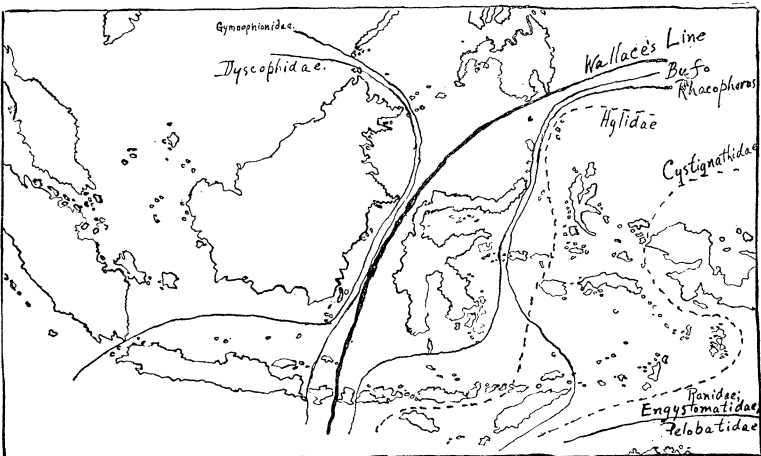 Gymnophionidae.
Dyscophidae.
Wallace's Line
Bufo
Rhacophorus
Hylidae
Cystignathidae
Ranidae;
Engystomatidae;
Pelobatidae